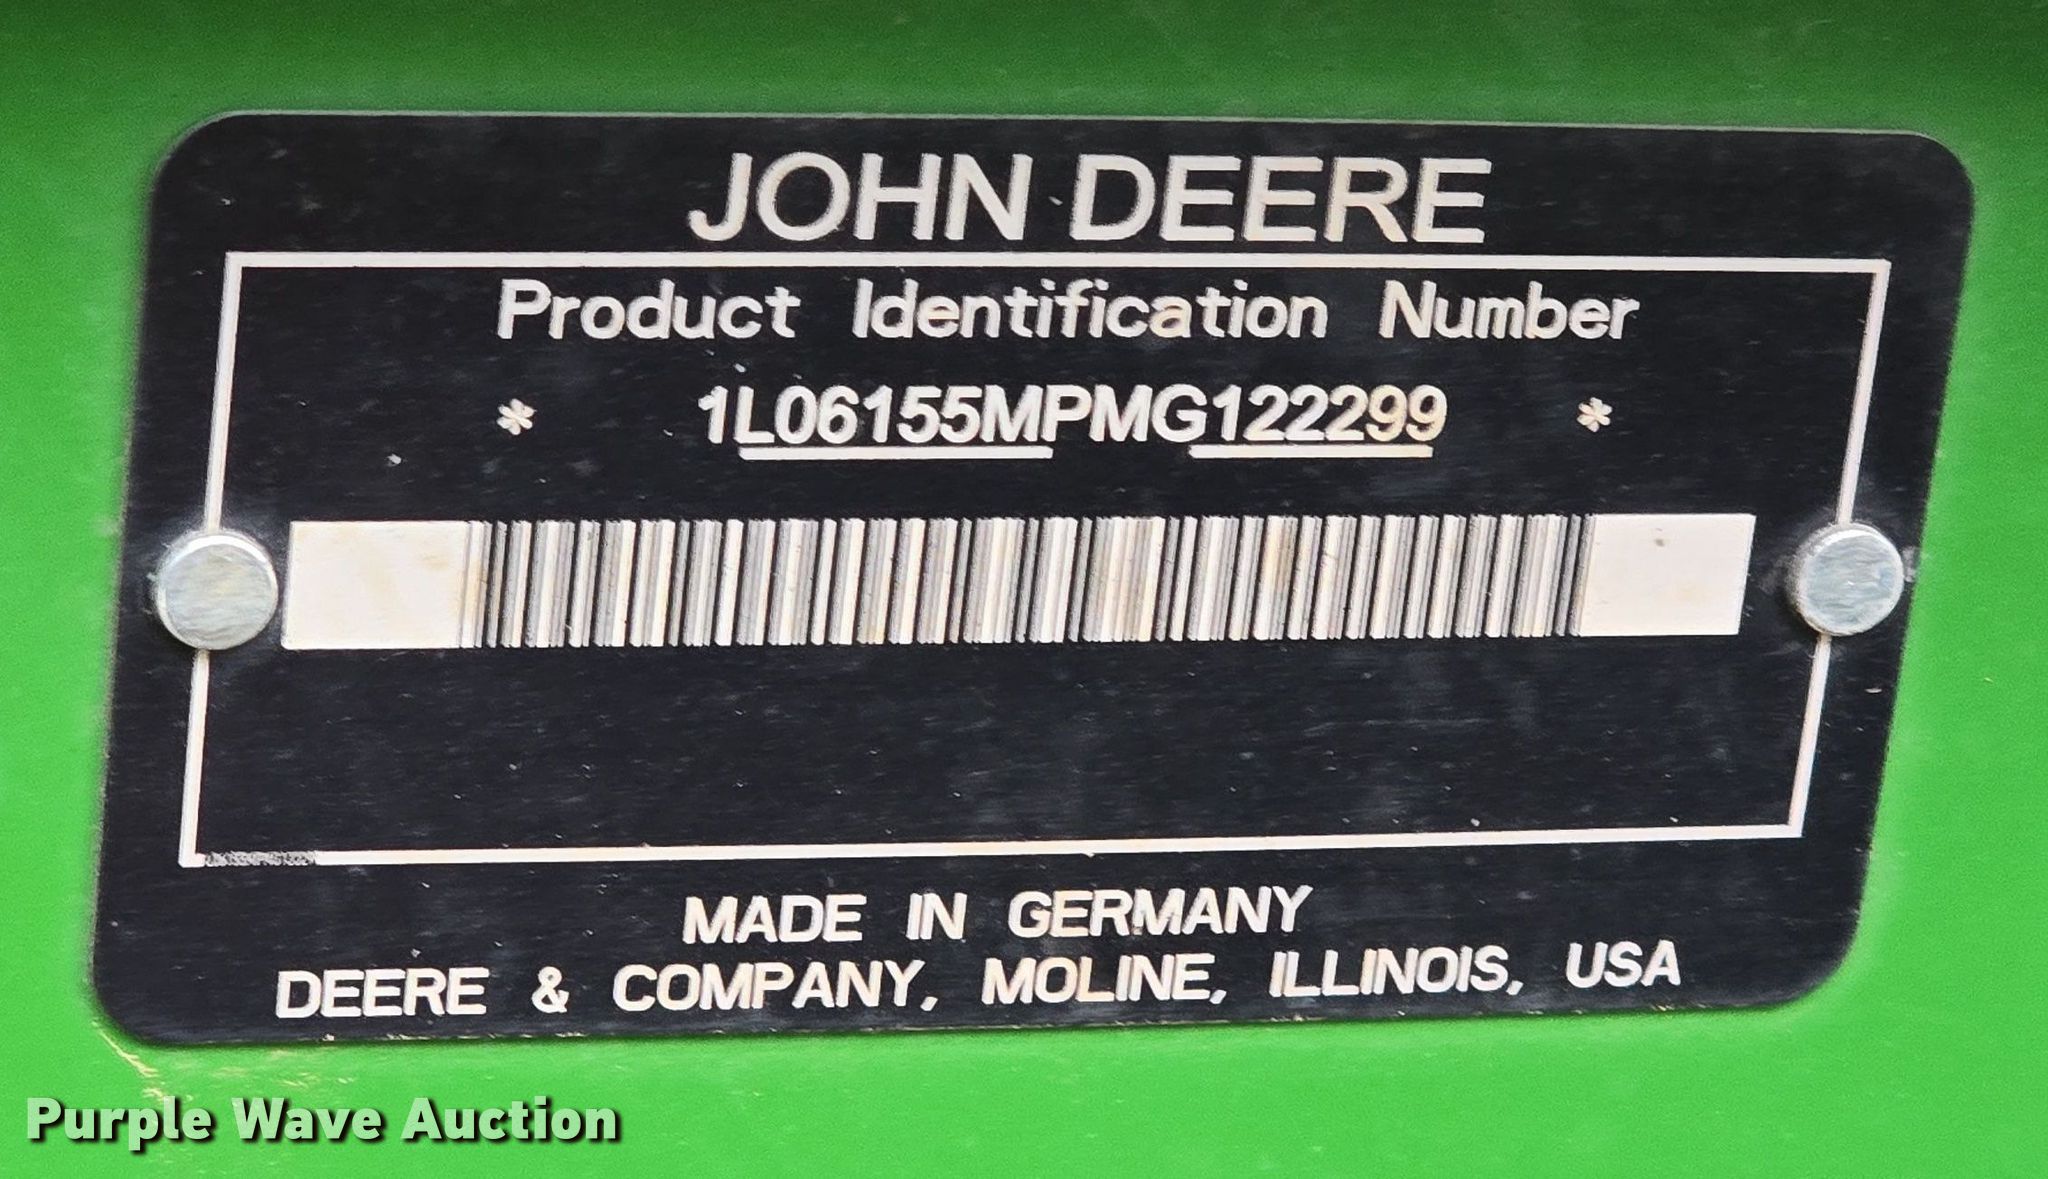 JOHN DEERE
Product Identification Number
* 1L06155MPMG122299 *
MADE IN GERMANY
DEERE & COMPANY, MOLINE, ILLINOIS, USA
Purple Wave Auction